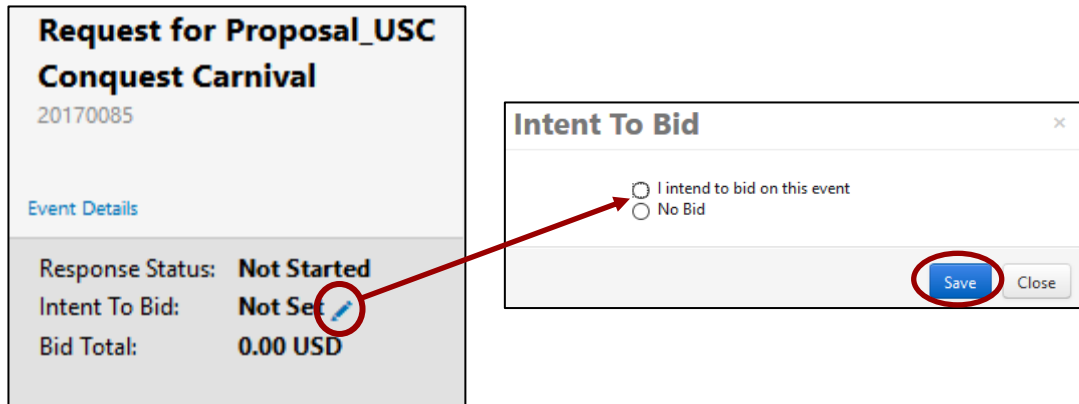 Request for Proposal_USC
Conquest Carnival
20170085
Event Details
Response Status: Not Started
Intent To Bid: Not Set
Bid Total: 0.00 USD
Intent To Bid ×
I intend to bid on this event
No Bid
Save Close